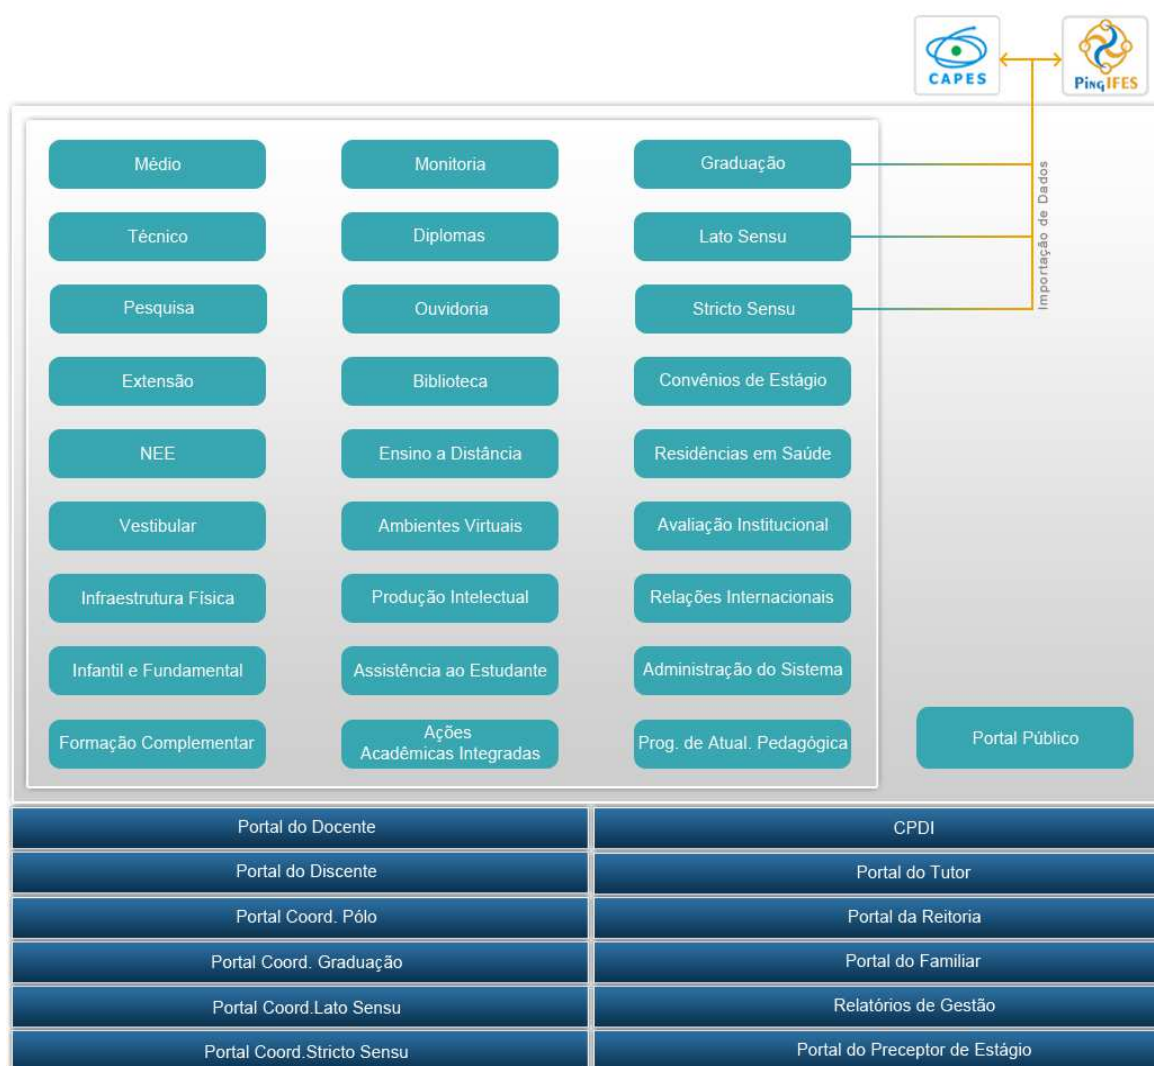 CAPES
PingIFES
Importação de Dados
Médio
Monitoria
Graduação
Técnico
Diplomas
Lato Sensu
Pesquisa
Ouvidoria
Stricto Sensu
Extensão
Biblioteca
Convênios de Estágio
NEE
Ensino a Distância
Residências em Saúde
Vestibular
Ambientes Virtuais
Avaliação Institucional
Infraestrutura Física
Produção Intelectual
Relações Internacionais
Infantil e Fundamental
Assistência ao Estudante
Administração do Sistema
Formação Complementar
Ações
Acadêmicas Integradas
Prog. de Atual. Pedagógica
Portal Público
Portal do Docente
CPDI
Portal do Discente
Portal do Tutor
Portal Coord. Pólo
Portal da Reitoria
Portal Coord. Graduação
Portal do Familiar
Portal Coord.Lato Sensu
Relatórios de Gestão
Portal Coord.Stricto Sensu
Portal do Preceptor de Estágio